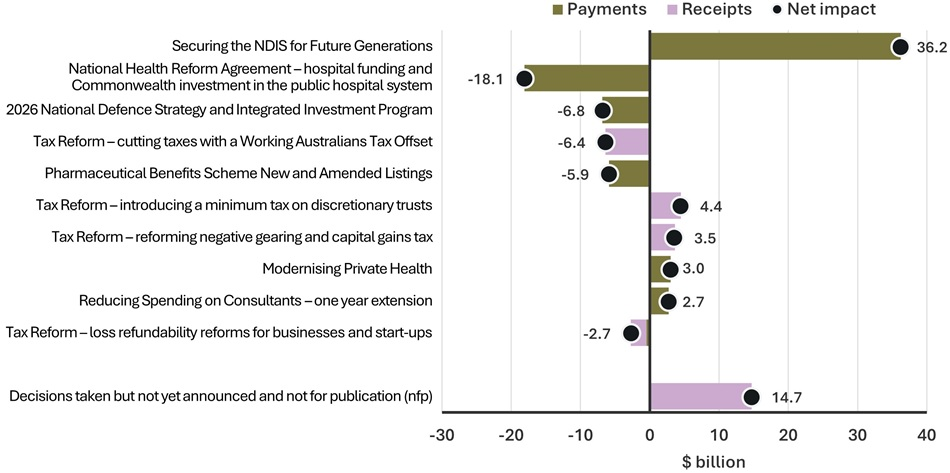 Payments Receipts Net impact
Securing the NDIS for Future Generations
36.2
National Health Reform Agreement – hospital funding and
Commonwealth investment in the public hospital system
-18.1
2026 National Defence Strategy and Integrated Investment Program
-6.8
Tax Reform – cutting taxes with a Working Australians Tax Offset
-6.4
Pharmaceutical Benefits Scheme New and Amended Listings
-5.9
Tax Reform – introducing a minimum tax on discretionary trusts
4.4
Tax Reform – reforming negative gearing and capital gains tax
3.5
Modernising Private Health
3.0
Reducing Spending on Consultants – one year extension
2.7
Tax Reform – loss refundability reforms for businesses and start-ups
-2.7
Decisions taken but not yet announced and not for publication (nfp)
14.7
-30 -20 -10 0 10 20 30 40
$ billion